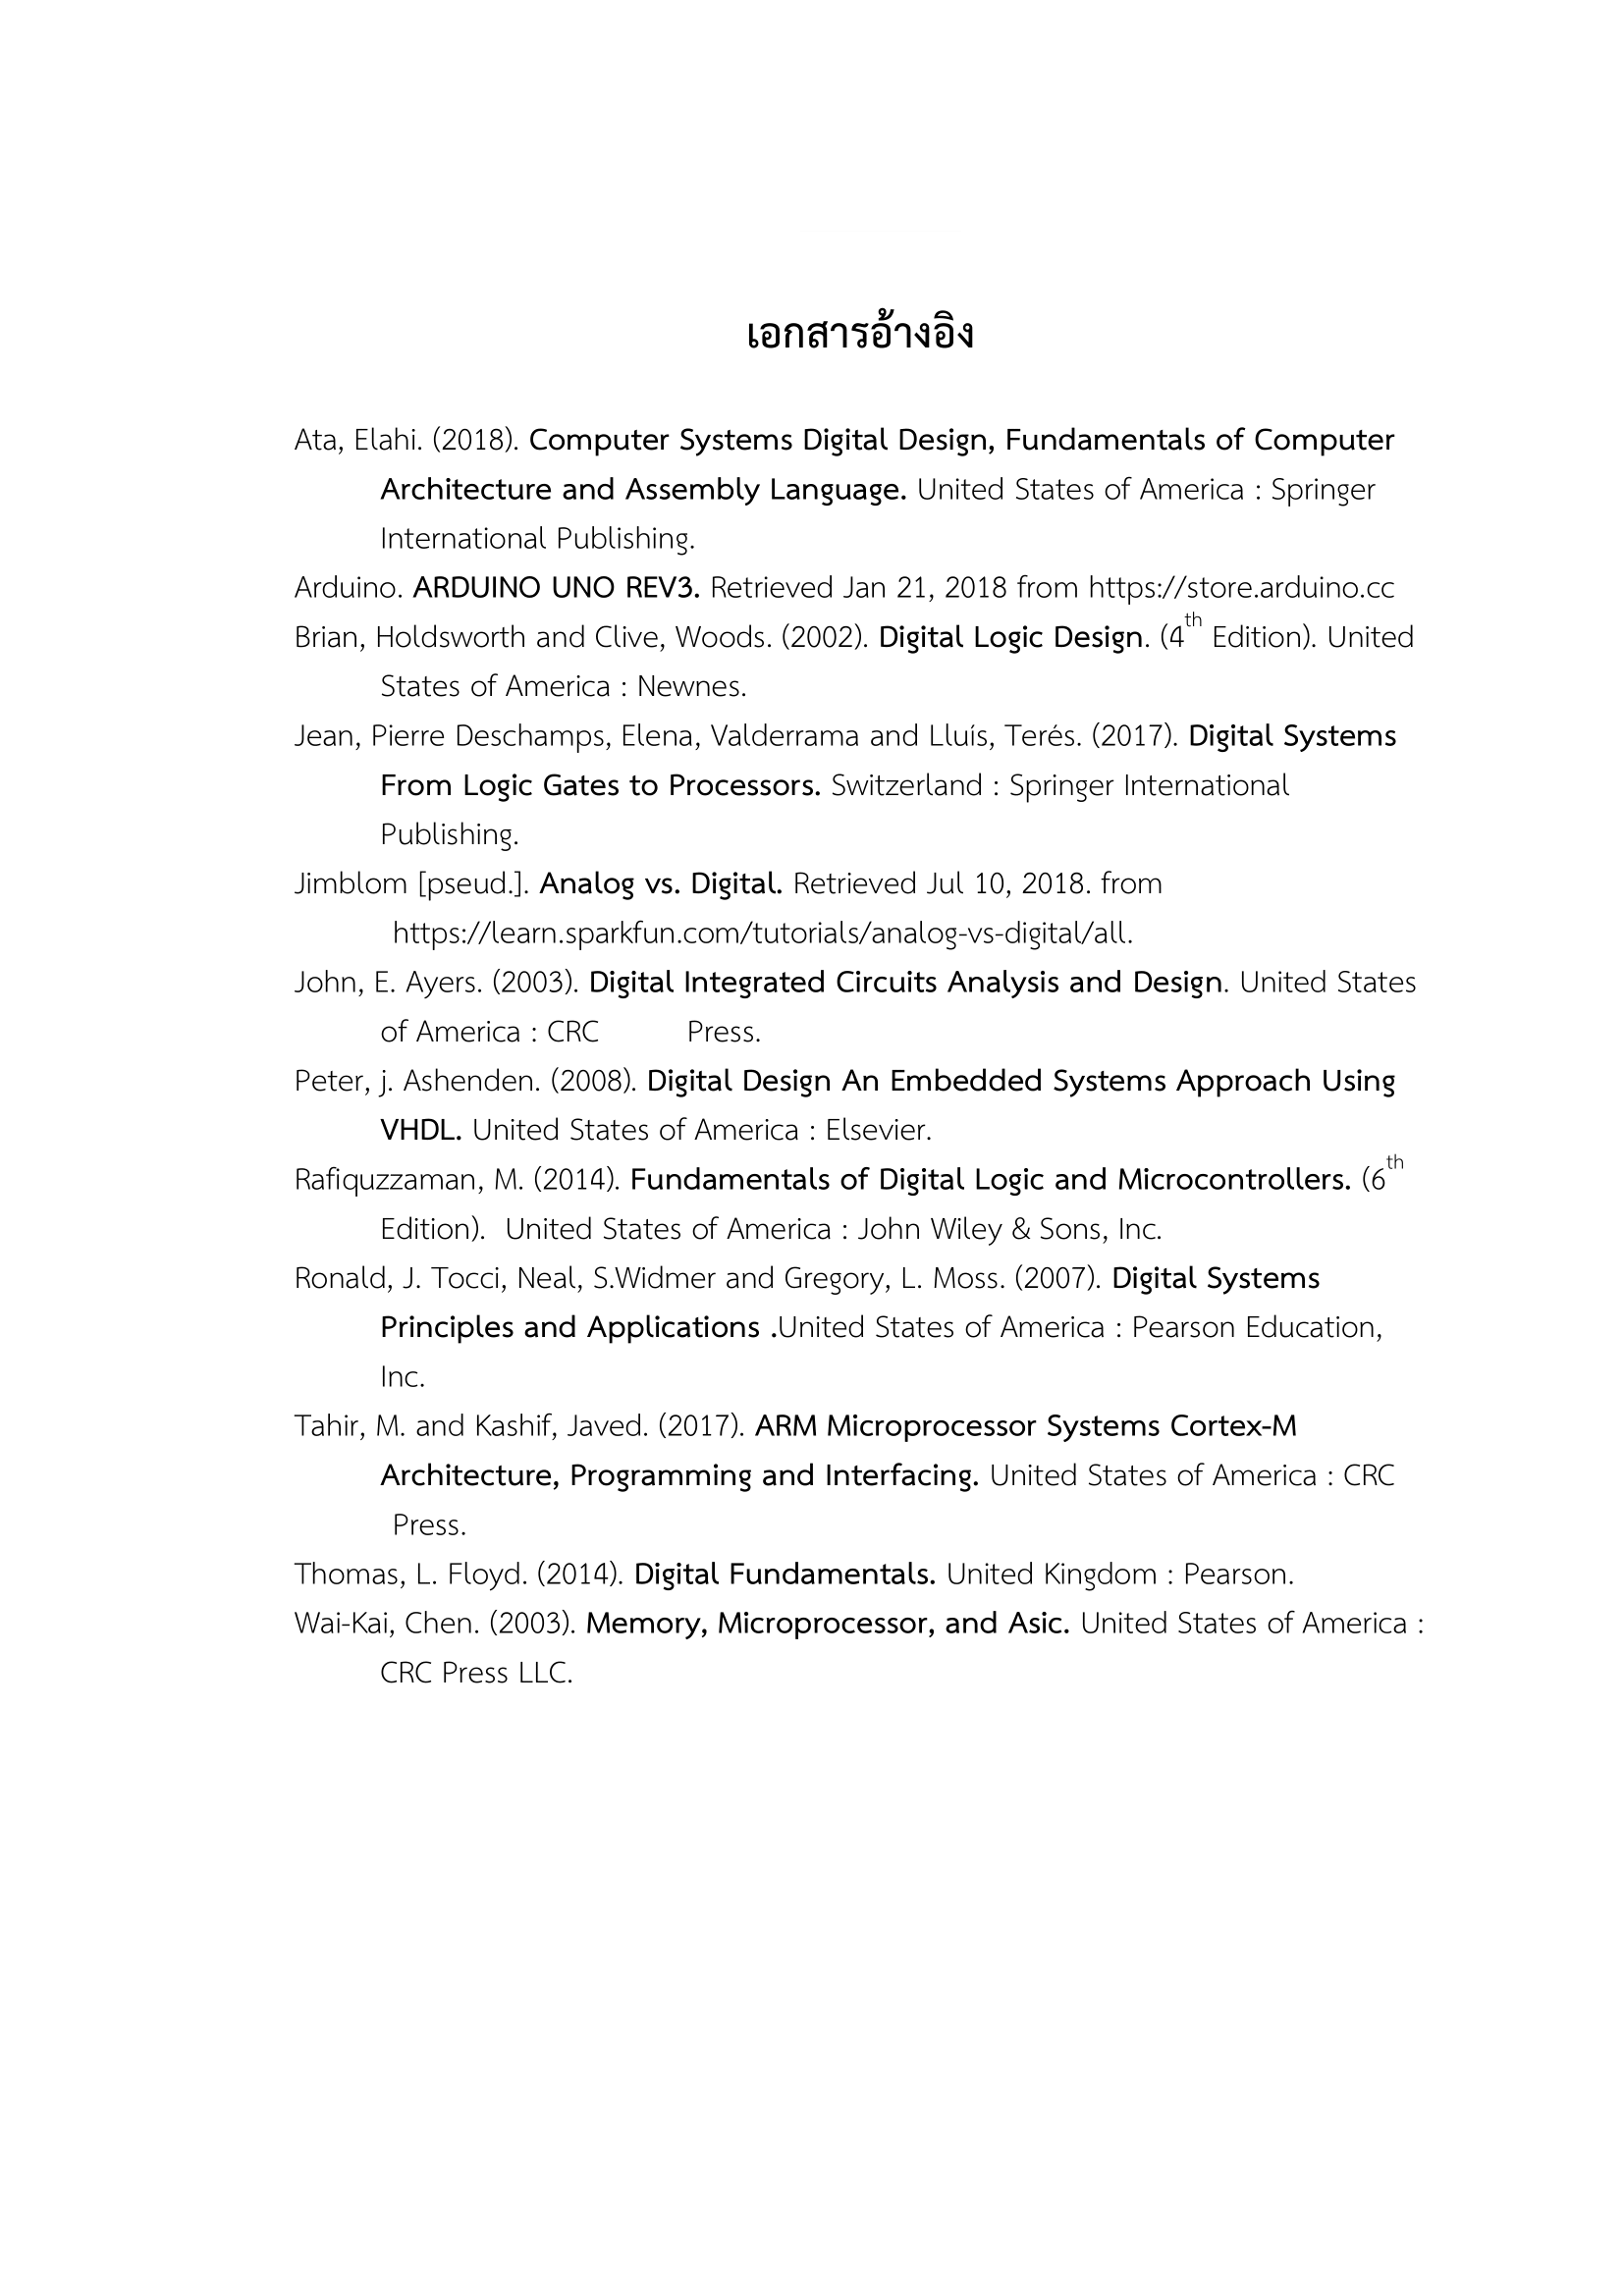 เอกสารอ้างอิง
Ata, Elahi. (2018). Computer Systems Digital Design, Fundamentals of Computer
Architecture and Assembly Language. United States of America : Springer
International Publishing.
Arduino. ARDUINO UNO REV3. Retrieved Jan 21, 2018 from https://store.arduino.cc
Brian, Holdsworth and Clive, Woods. (2002). Digital Logic Design. (4th Edition). United
States of America : Newnes.
Jean, Pierre Deschamps, Elena, Valderrama and Lluís, Terés. (2017). Digital Systems
From Logic Gates to Processors. Switzerland : Springer International
Publishing.
Jimblom [pseud.]. Analog vs. Digital. Retrieved Jul 10, 2018. from
https://learn.sparkfun.com/tutorials/analog-vs-digital/all.
John, E. Ayers. (2003). Digital Integrated Circuits Analysis and Design. United States
of America : CRC Press.
Peter, j. Ashenden. (2008). Digital Design An Embedded Systems Approach Using
VHDL. United States of America : Elsevier.
Rafiquzzaman, M. (2014). Fundamentals of Digital Logic and Microcontrollers. (6th
Edition). United States of America : John Wiley & Sons, Inc.
Ronald, J. Tocci, Neal, S.Widmer and Gregory, L. Moss. (2007). Digital Systems
Principles and Applications .United States of America : Pearson Education,
Inc.
Tahir, M. and Kashif, Javed. (2017). ARM Microprocessor Systems Cortex-M
Architecture, Programming and Interfacing. United States of America : CRC
Press.
Thomas, L. Floyd. (2014). Digital Fundamentals. United Kingdom : Pearson.
Wai-Kai, Chen. (2003). Memory, Microprocessor, and Asic. United States of America :
CRC Press LLC.